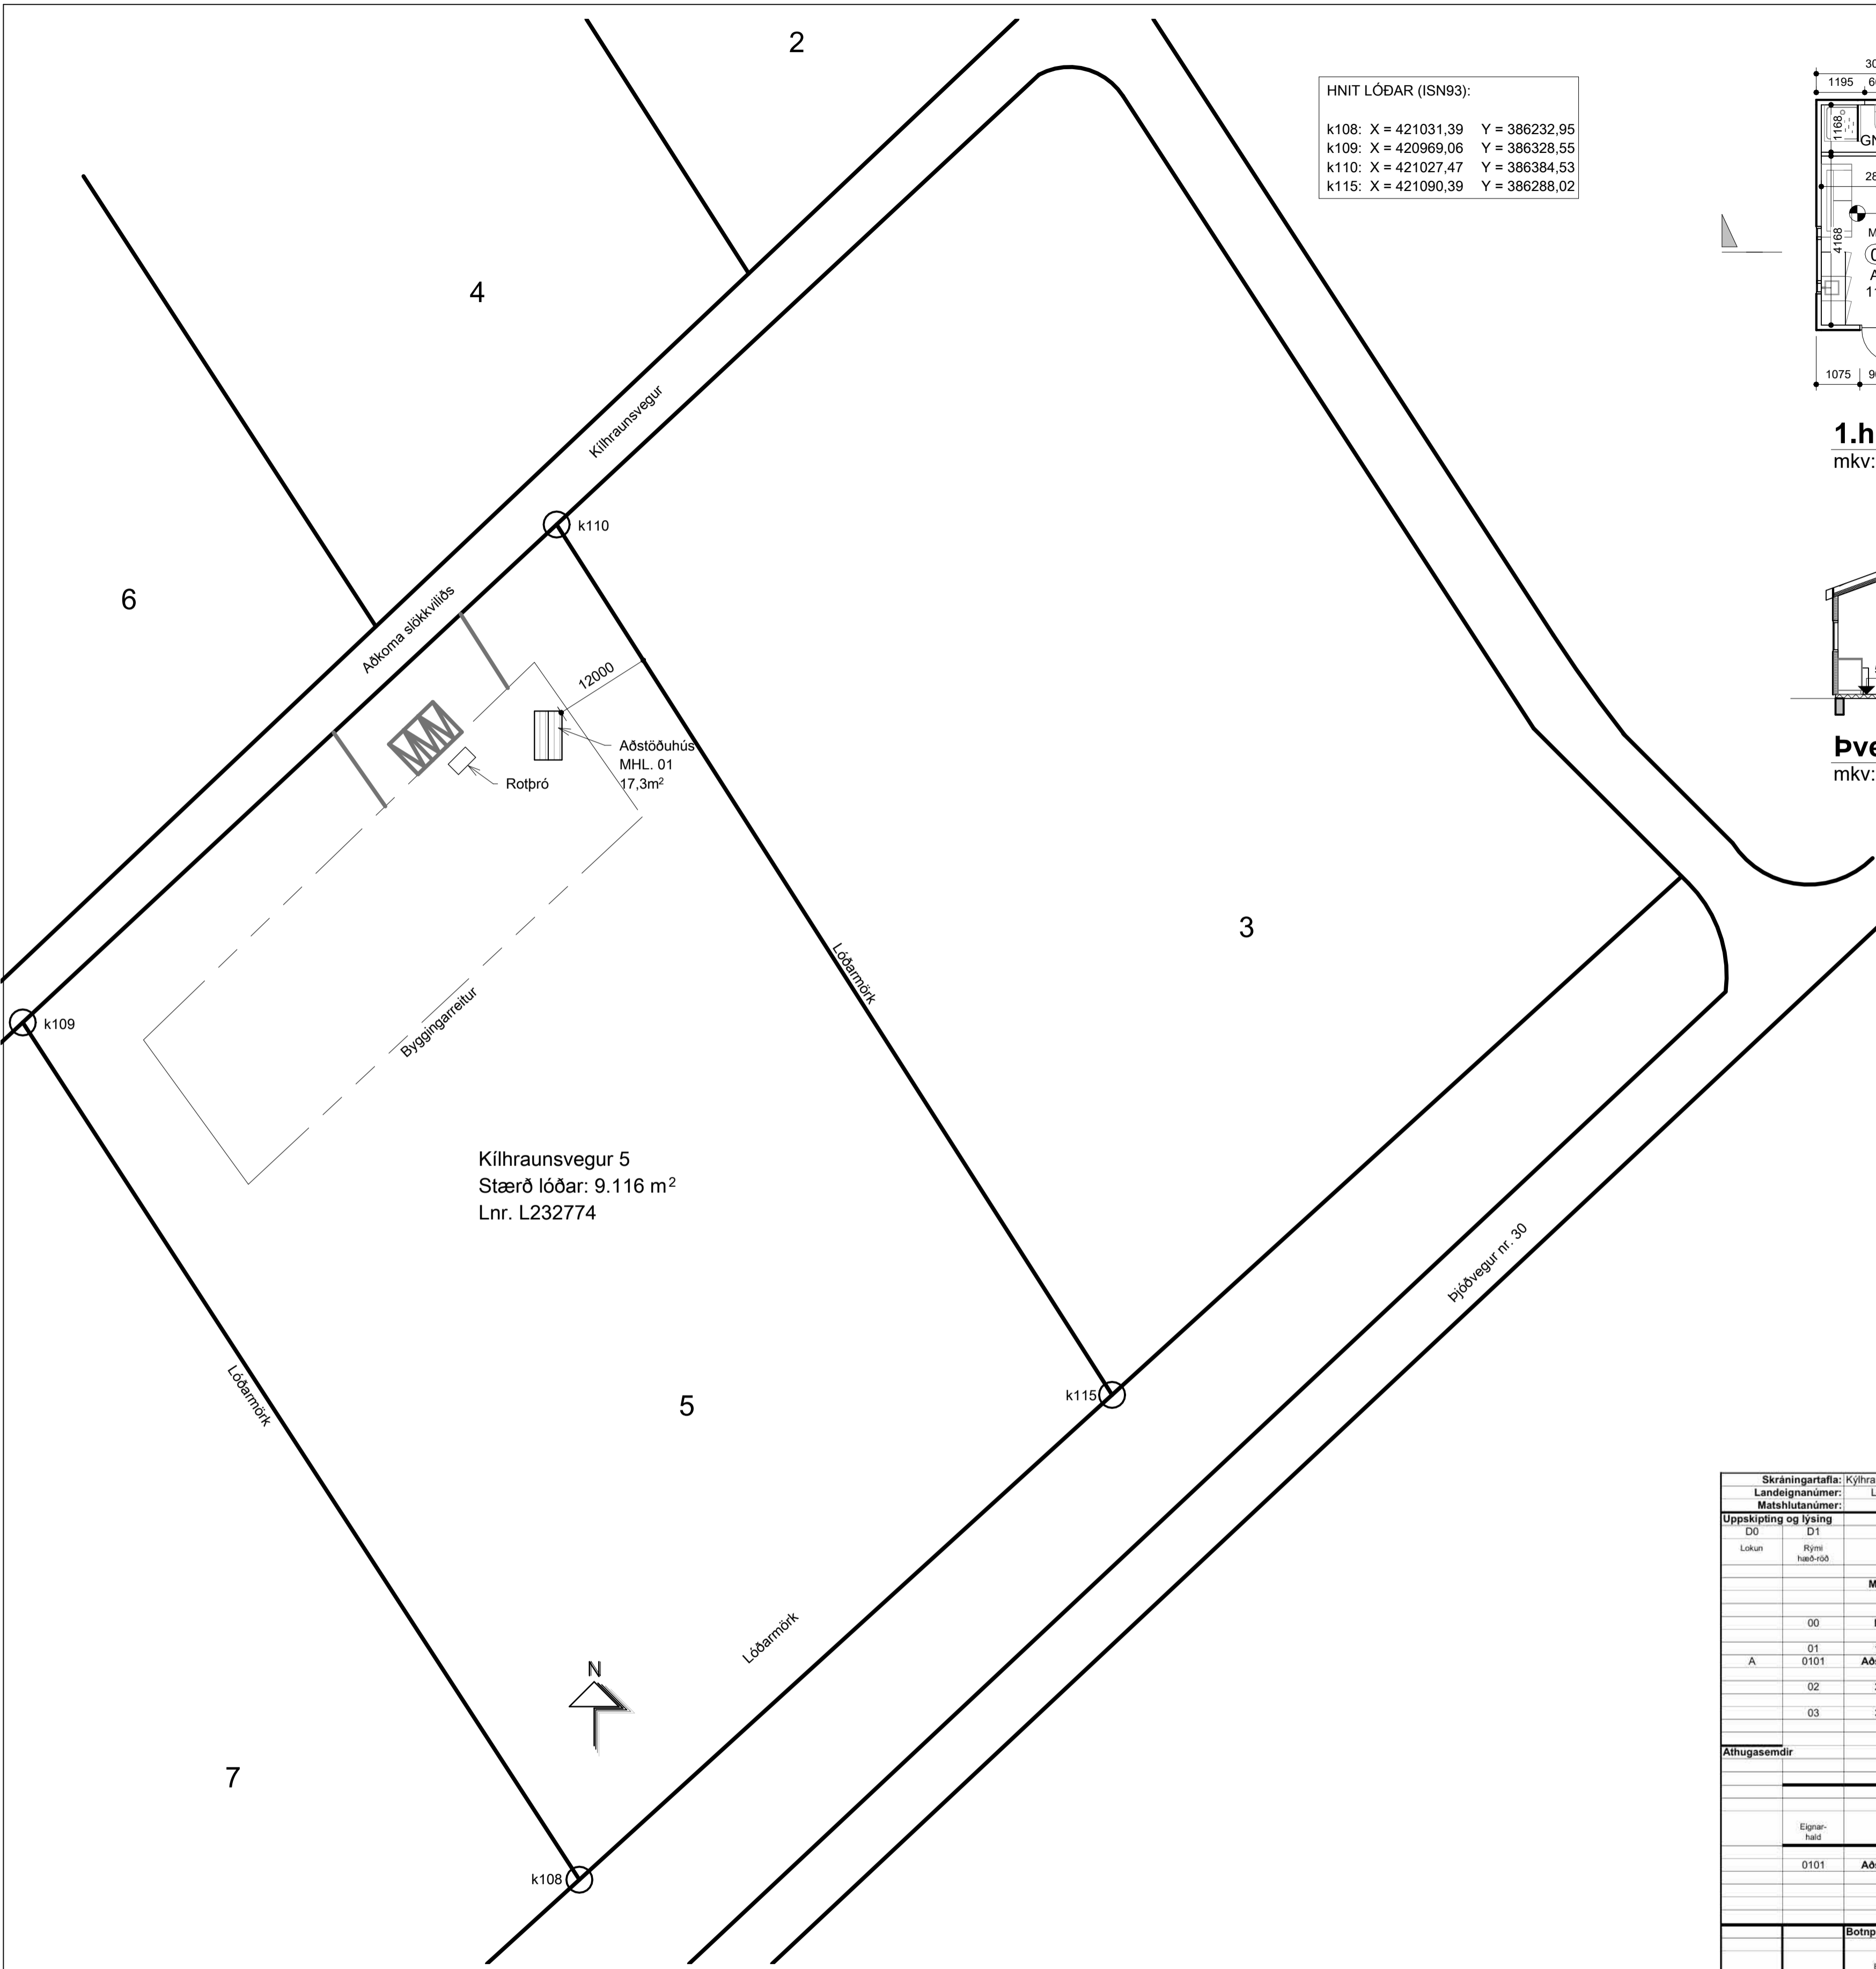 2
4
6
Kílhraunsvegur
Aðkoma slökkviliðs
k110
12000
Aðstöðuhús
MHL. 01
17,3m²
Rotþró
k109
Byggingarreitur
Lóðarmörk
3
Kílhraunsvegur 5
Stærð lóðar: 9.116 m²
Lnr. L232774
Lóðarmörk
5
k115
Þjóðvegur nr. 30
Lóðarmörk
N
7
k108
HNIT LÓÐAR (ISN93):
k108: X = 421031,39 Y = 386232,95
k109: X = 420969,06 Y = 386328,55
k110: X = 421027,47 Y = 386384,53
k115: X = 421090,39 Y = 386288,02
1195
1168
4168
1075
1.h
mkv:
Þve
mkv:
Skráningartafla: Kýlhra
Landeignanúmer: L
Matshlutanúmer:
Uppskipting og lýsing
D0 D1
Lokun Rými
hæð-röð
M
00
01
A 0101 Aðs
02
03
Athugasemdir
Eignar-
hald
0101 Aðs
Botnp